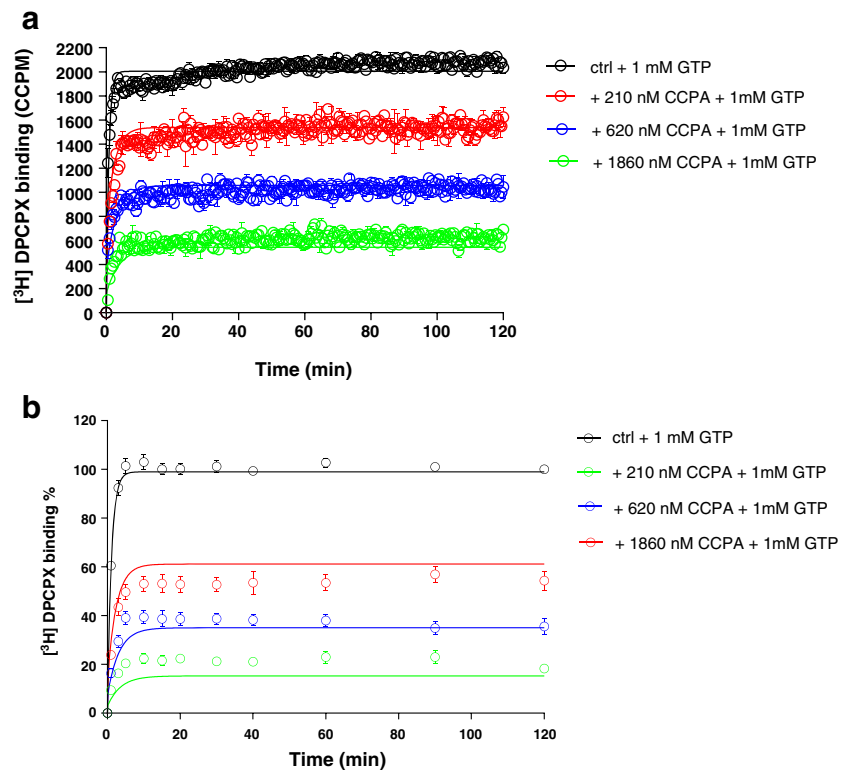 a
[³H] DPCPX binding (CCPM)
2200
2000
1800
1600
1400
1200
1000
800
600
400
200
0
0 20 40 60 80 100 120
Time (min)
ctrl + 1 mM GTP
+ 210 nM CCPA + 1mM GTP
+ 620 nM CCPA + 1mM GTP
+ 1860 nM CCPA + 1mM GTP
b
[³H] DPCPX binding %
120
100
80
60
40
20
0
0 20 40 60 80 100 120
Time (min)
ctrl + 1 mM GTP
+ 210 nM CCPA + 1mM GTP
+ 620 nM CCPA + 1mM GTP
+ 1860 nM CCPA + 1mM GTP